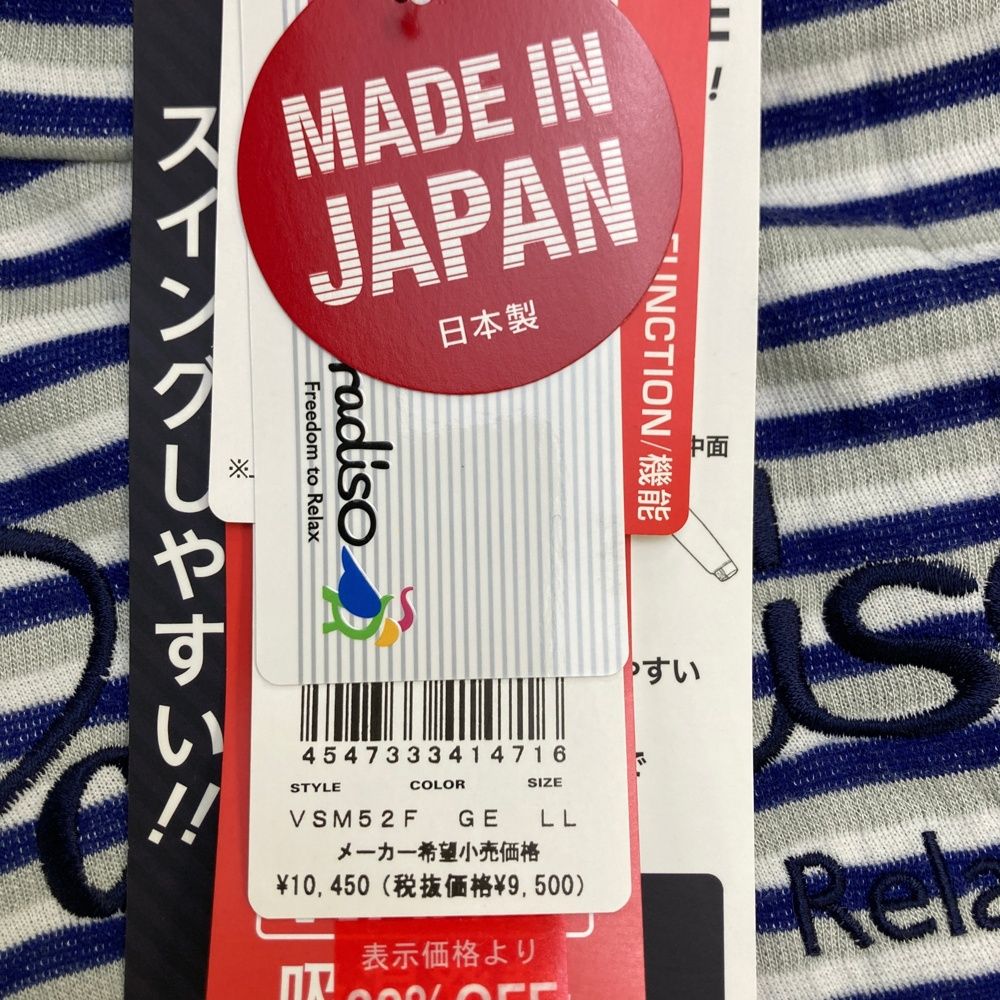 MADE IN
JAPAN
日本製
スイングしやすい!!
FUNCTION/機能
中面
radiso
Freedom to Relax
やすい
4547333414716
STYLE COLOR SIZE
VSM52F GE LL
メーカー希望小売価格
¥10,450(税抜価格¥9,500)
表示価格より
OFF
Rela